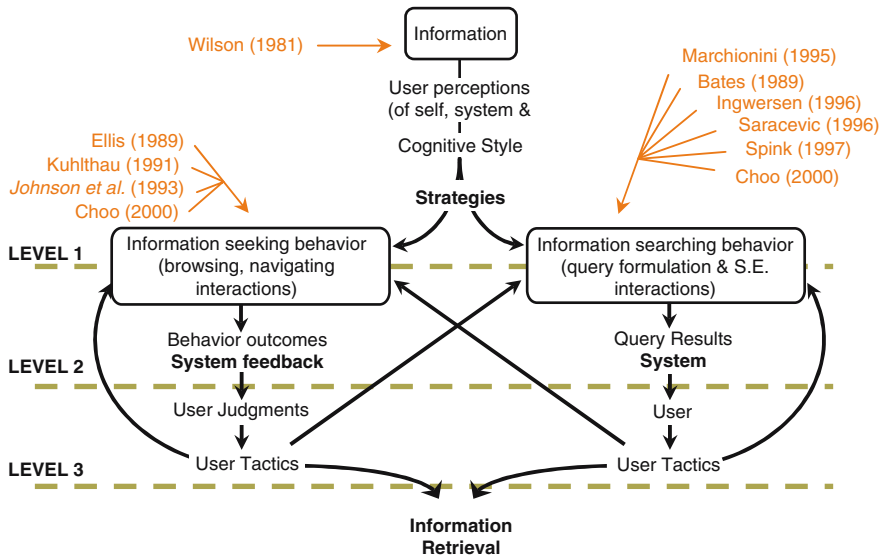 Wilson (1981)
Information
Marchionini (1995)
Bates (1989)
Ingwersen (1996)
Saracevic (1996)
Spink (1997)
Choo (2000)
User perceptions
(of self, system &
Cognitive Style
Ellis (1989)
Kuhlthau (1991)
Johnson et al. (1993)
Choo (2000)
Strategies
LEVEL 1
Information seeking behavior
(browsing, navigating
interactions)
Information searching behavior
(query formulation & S.E.
interactions)
Behavior outcomes
System feedback
Query Results
System
LEVEL 2
User Judgments
User
LEVEL 3
User Tactics
User Tactics
Information
Retrieval